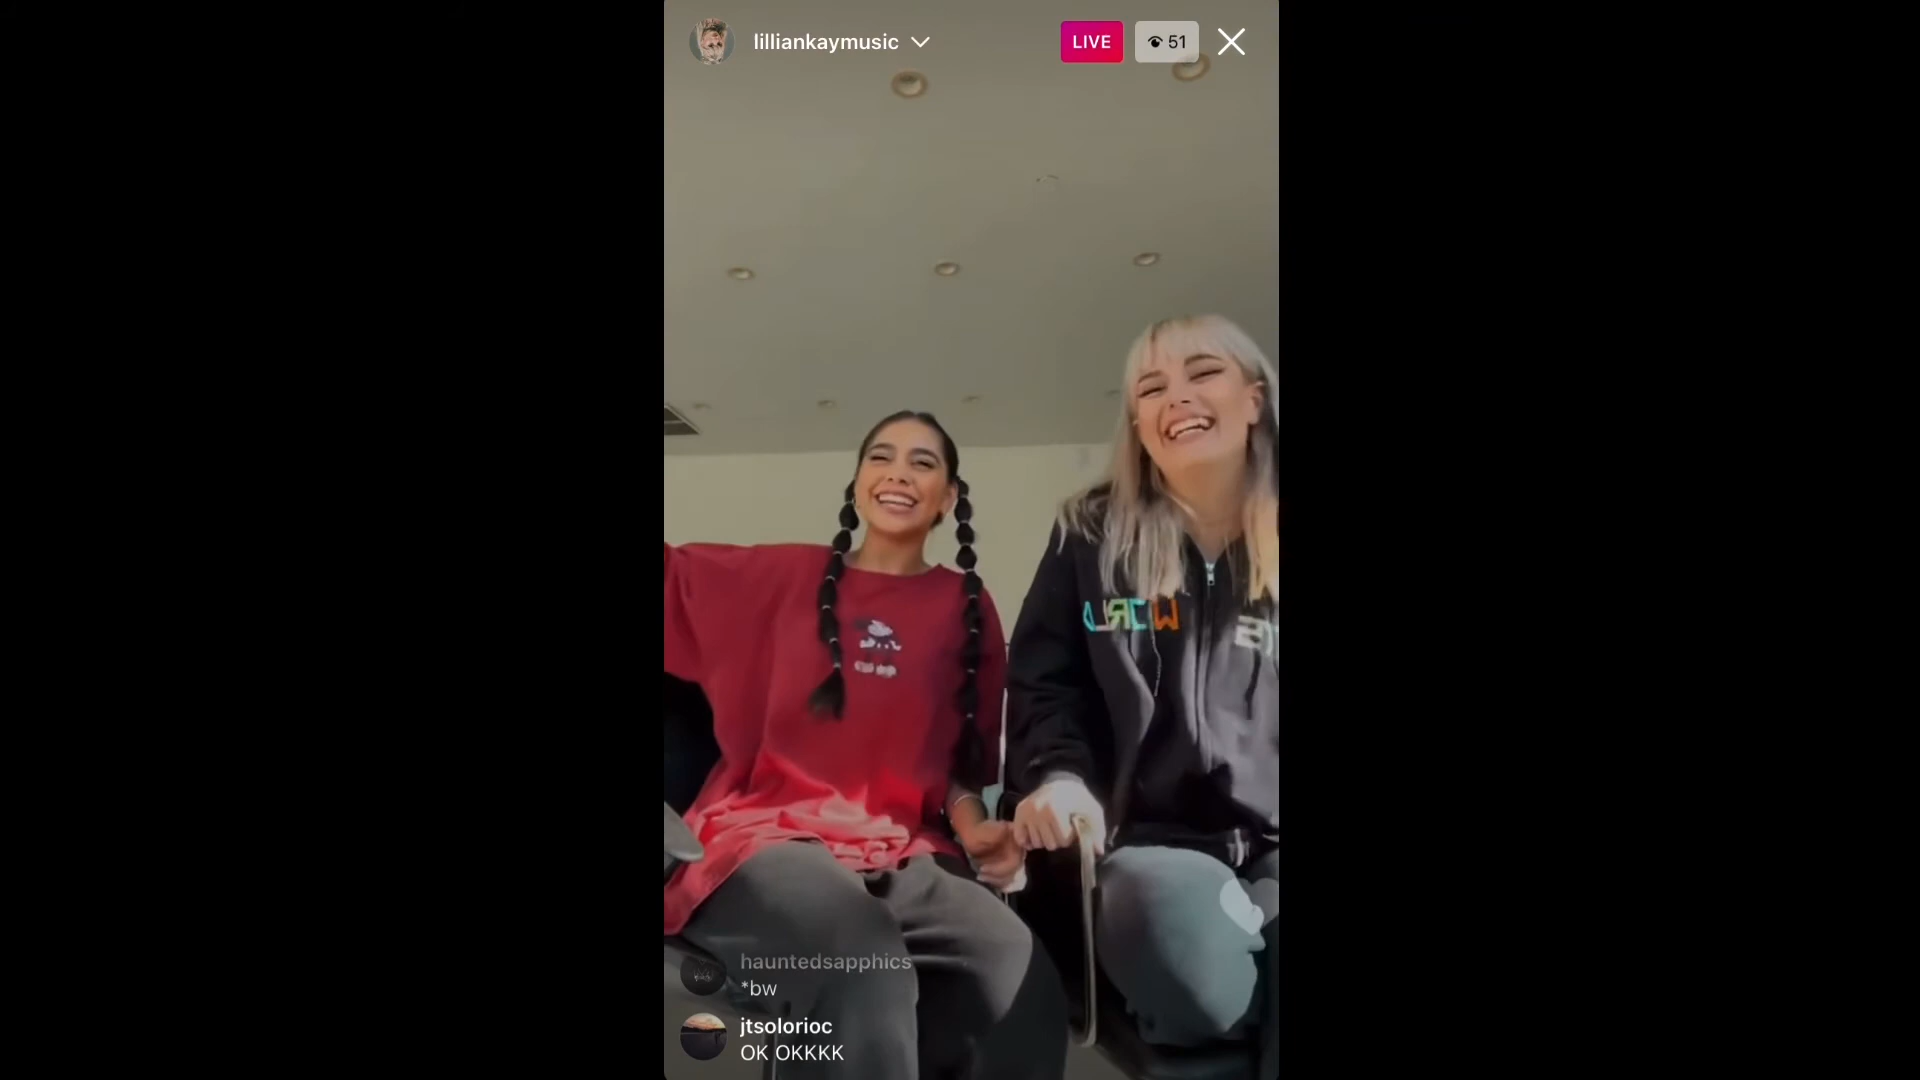 lilliankaymusic
LIVE
51
hauntedsapphics
*bw
jtsolorioc
OK OKKKK